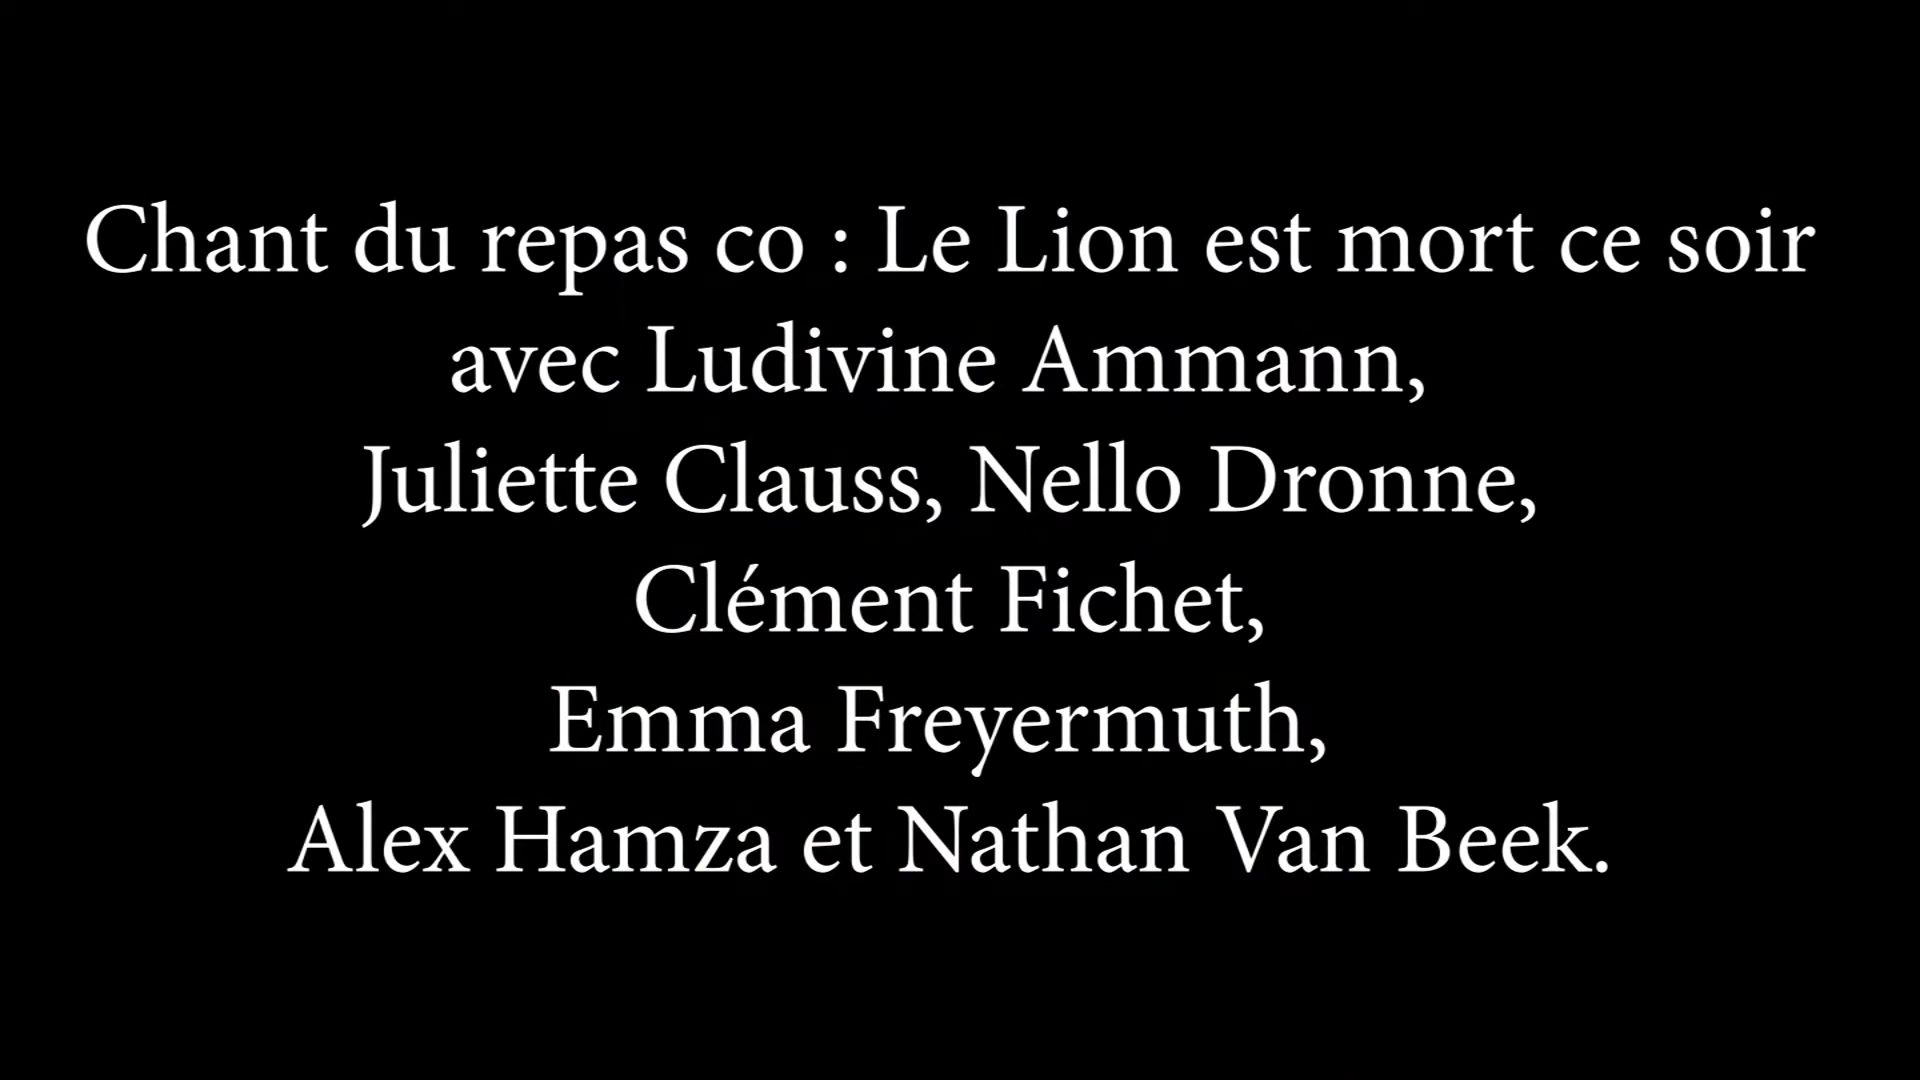 Chant du repas co : Le Lion est mort ce soir
avec Ludivine Ammann,
Juliette Clauss, Nello Dronne,
Clément Fichet,
Emma Freyermuth,
Alex Hamza et Nathan Van Beek.